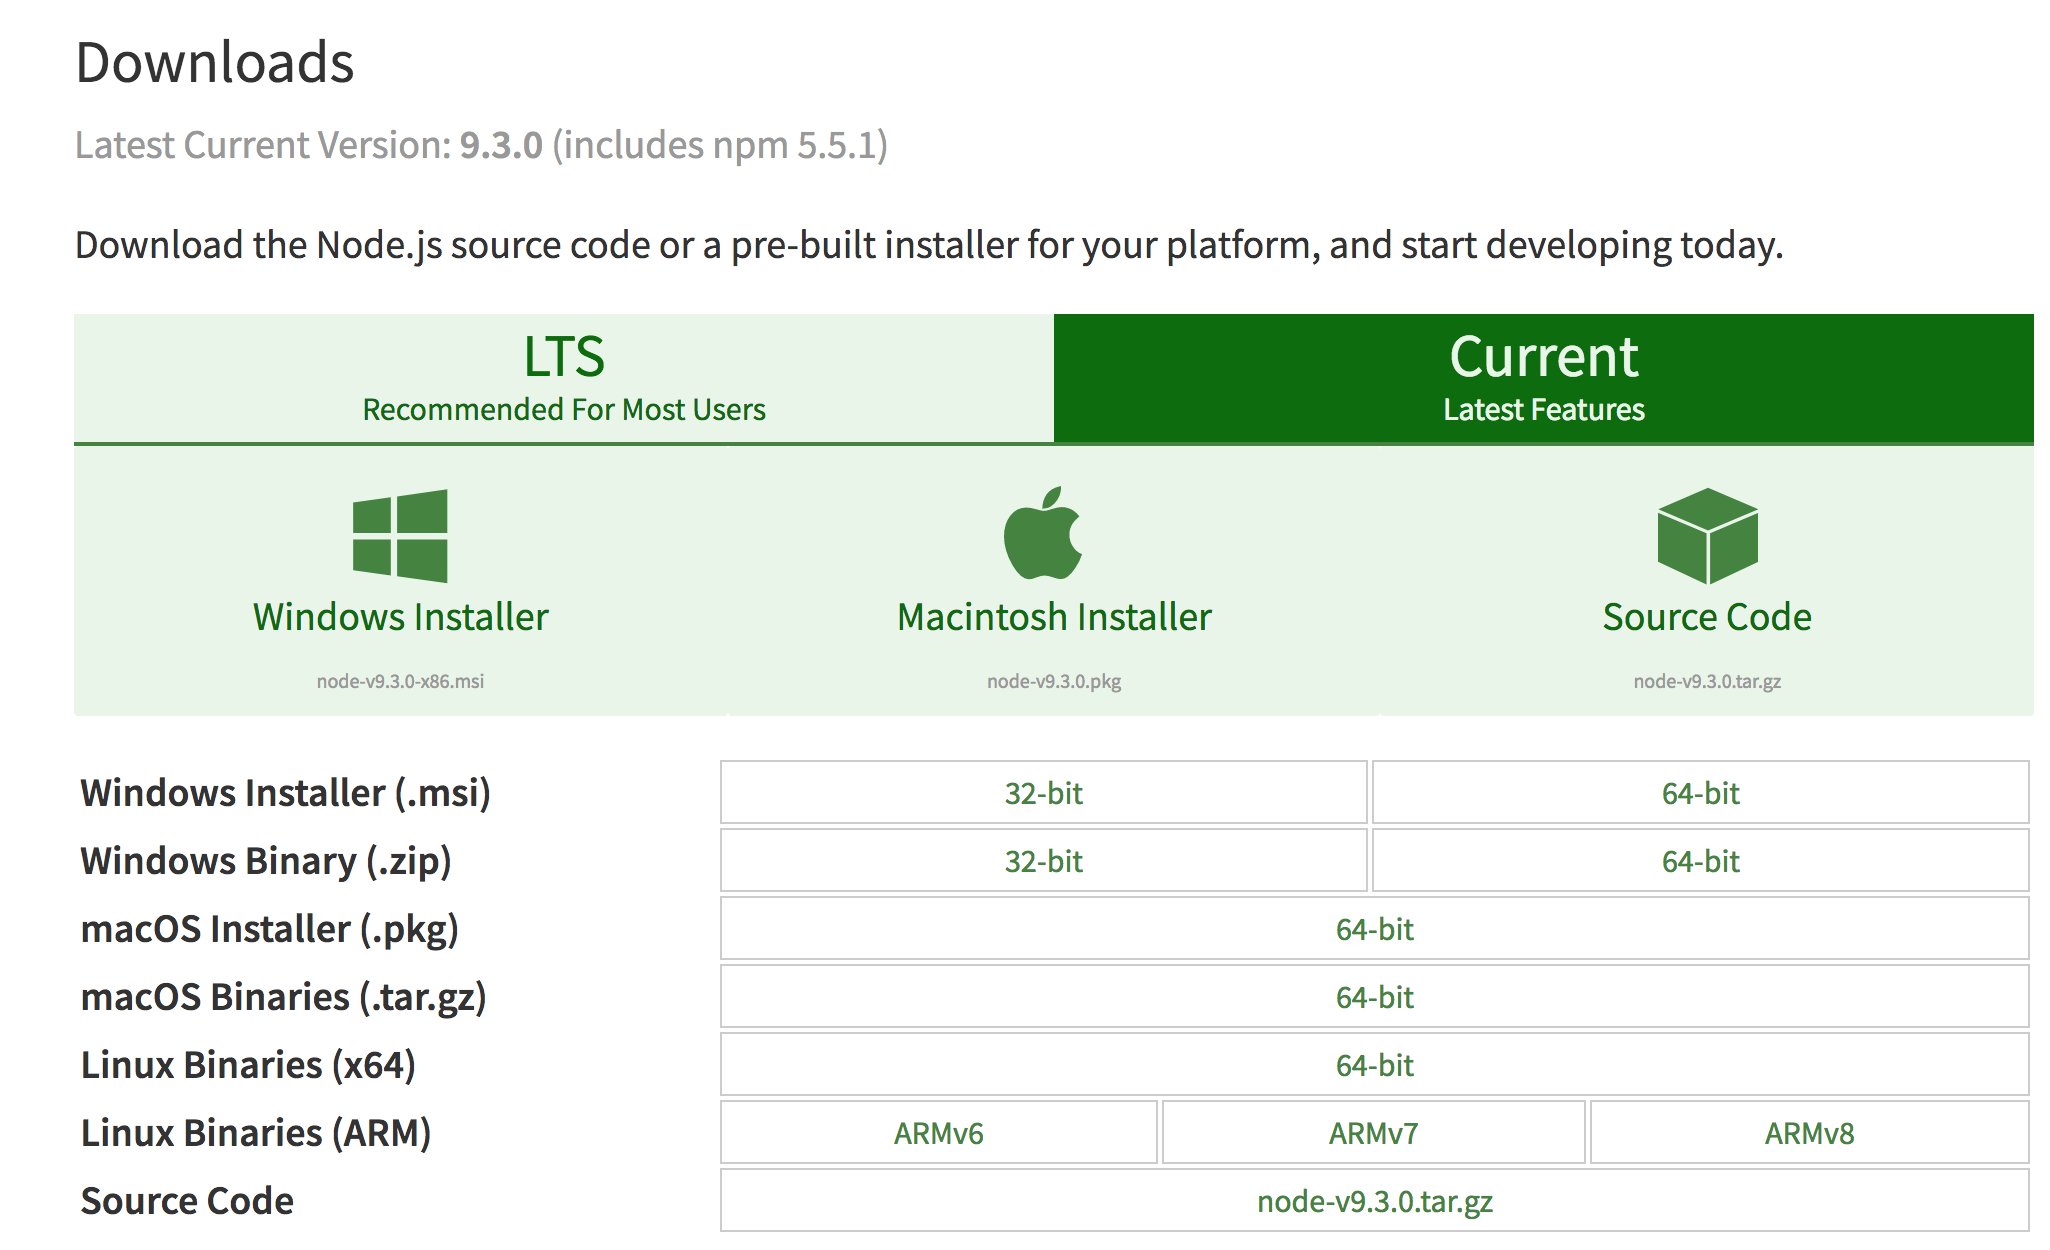 Downloads
Latest Current Version: 9.3.0 (includes npm 5.5.1)
Download the Node.js source code or a pre-built installer for your platform, and start developing today.
LTS
Recommended For Most Users
Current
Latest Features
Windows Installer
node-v9.3.0-x86.msi
Macintosh Installer
node-v9.3.0.pkg
Source Code
node-v9.3.0.tar.gz
Windows Installer (.msi) 32-bit 64-bit
Windows Binary (.zip) 32-bit 64-bit
macOS Installer (.pkg) 64-bit
macOS Binaries (.tar.gz) 64-bit
Linux Binaries (x64) 64-bit
Linux Binaries (ARM) ARMv6 ARMv7 ARMv8
Source Code node-v9.3.0.tar.gz